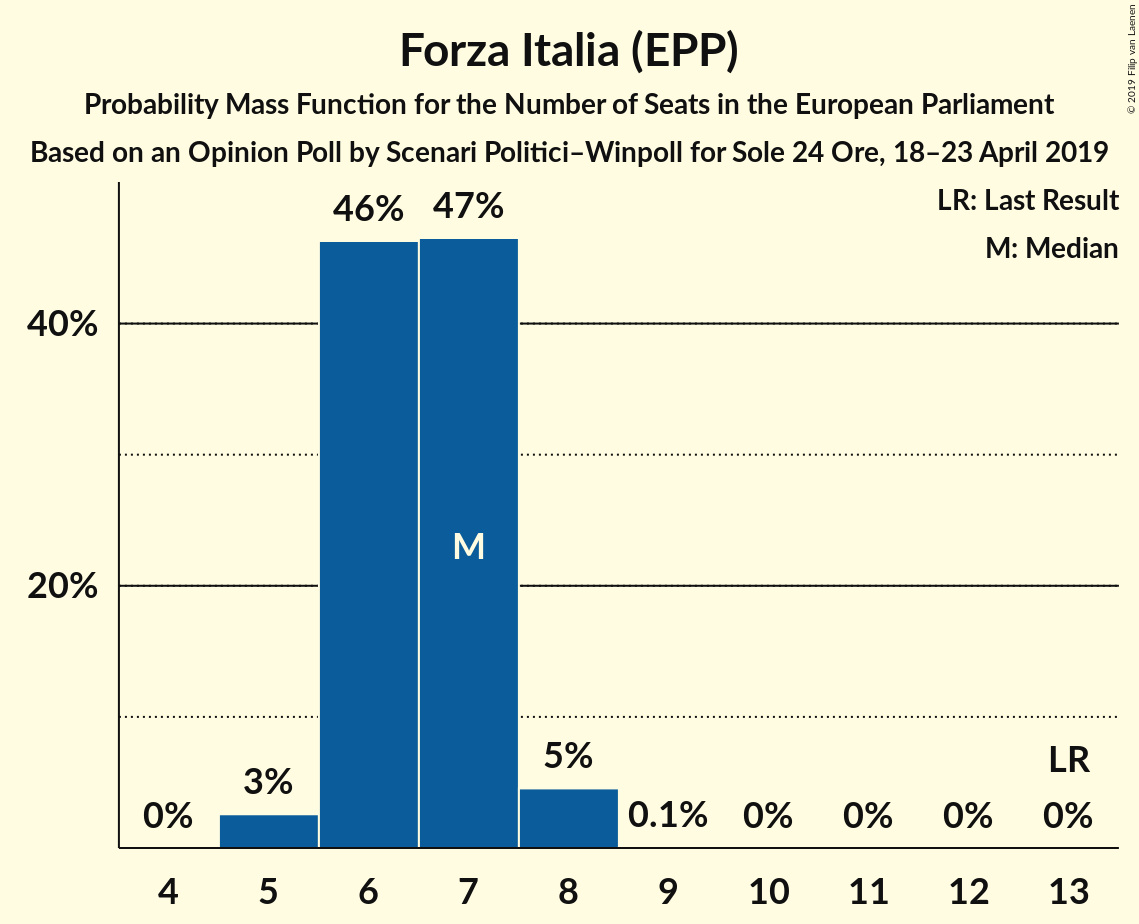 Forza Italia (EPP)
Probability Mass Function for the Number of Seats in the European Parliament
Based on an Opinion Poll by Scenari Politici–Winpoll for Sole 24 Ore, 18–23 April 2019
© 2019 Filip van Laenen
LR: Last Result
M: Median
46%
47%
40%
M
20%
LR
0%
3%
5%
0.1%
0%
0%
0%
0%
4 5 6 7 8 9 10 11 12 13